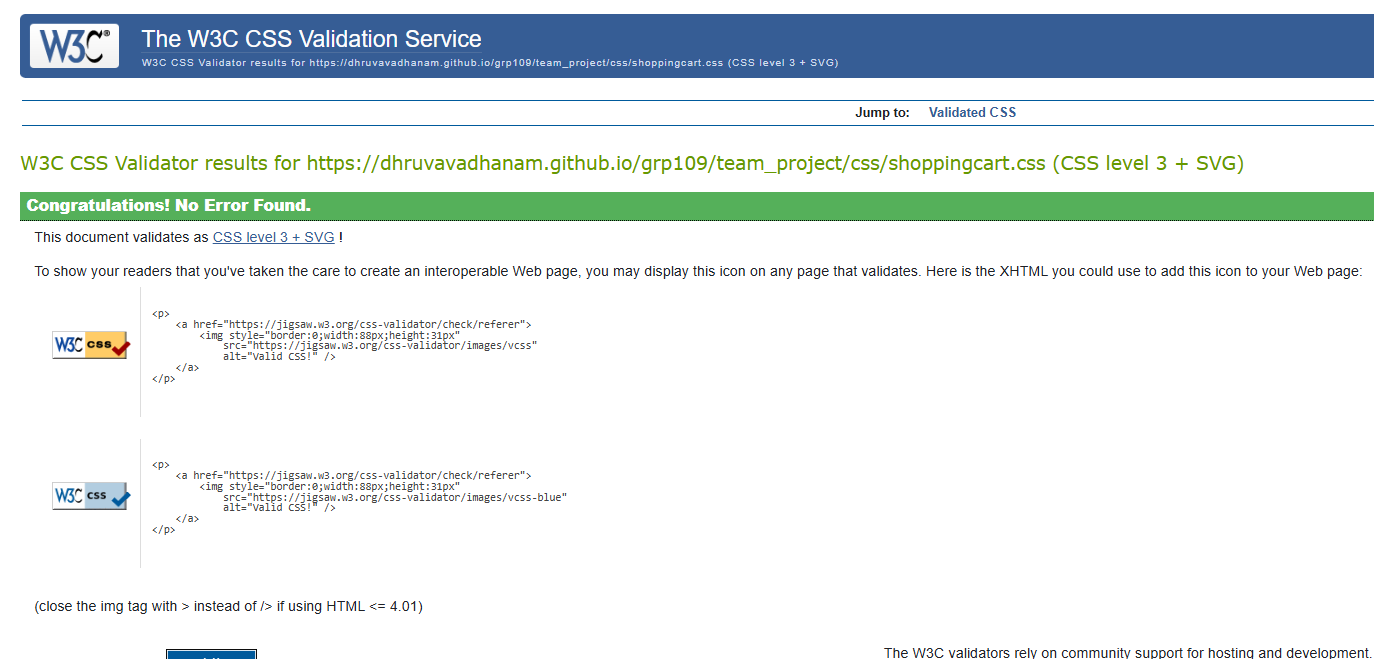 W3C®
The W3C CSS Validation Service
W3C CSS Validator results for https://dhruvavadhanam.github.io/grp109/team_project/css/shoppingcart.css (CSS level 3 + SVG)
Jump to: Validated CSS
W3C CSS Validator results for https://dhruvavadhanam.github.io/grp109/team_project/css/shoppingcart.css (CSS level 3 + SVG)
Congratulations! No Error Found.
This document validates as CSS level 3 + SVG !
To show your readers that you've taken the care to create an interoperable Web page, you may display this icon on any page that validates. Here is the XHTML you could use to add this icon to your Web page:
W3C css
<p>
<a href="https://jigsaw.w3.org/css-validator/check/referer">
<img style="border:0;width:88px;height:31px"
src="https://jigsaw.w3.org/css-validator/images/vcss"
alt="Valid CSS!" />
</a>
</p>
W3C css
<p>
<a href="https://jigsaw.w3.org/css-validator/check/referer">
<img style="border:0;width:88px;height:31px"
src="https://jigsaw.w3.org/css-validator/images/vcss-blue"
alt="Valid CSS!" />
</a>
</p>
(close the img tag with > instead of /> if using HTML <= 4.01)
The W3C validators rely on community support for hosting and development.